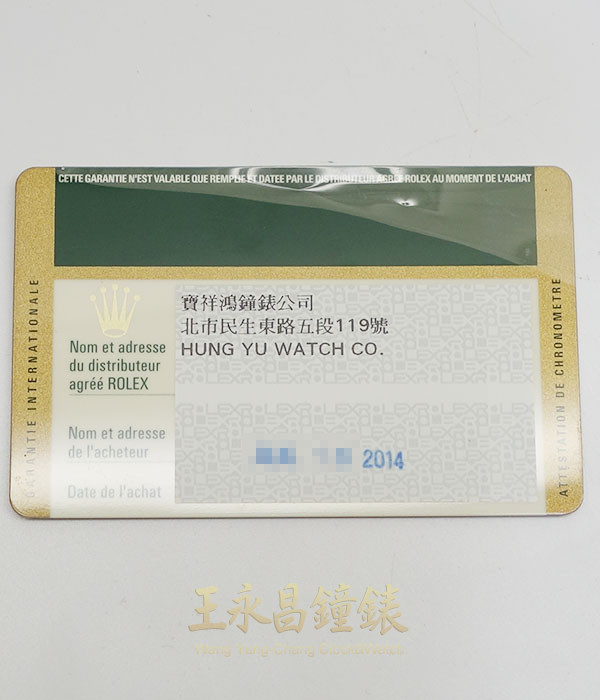 CETTE GARANTIE N'EST VALABLE QUE REMPLIE ET DATEE PAR LE DISTRIBUTEUR AGRÉÉ ROLEX AU MOMENT DE L'ACHAT
GARANTIE INTERNATIONALE
寶祥鴻鐘錶公司
北市民生東路五段119號
HUNG YU WATCH CO.
Nom et adresse
du distributeur
agréé ROLEX
Nom et adresse
de l'acheteur
2014
Date de l'achat
ATTESTATION DE CHRONOMETRE
王永昌鐘錶